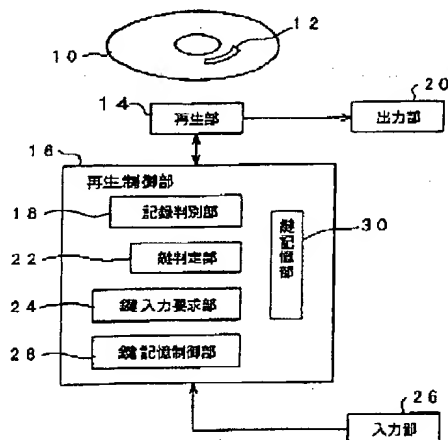 12
10
20
14
再生部
出力部
16
再生制御部
18
記録判別部
30
鍵記憶部
22
鍵判定部
24
鍵入力要求部
28
鍵記憶制御部
26
入力部